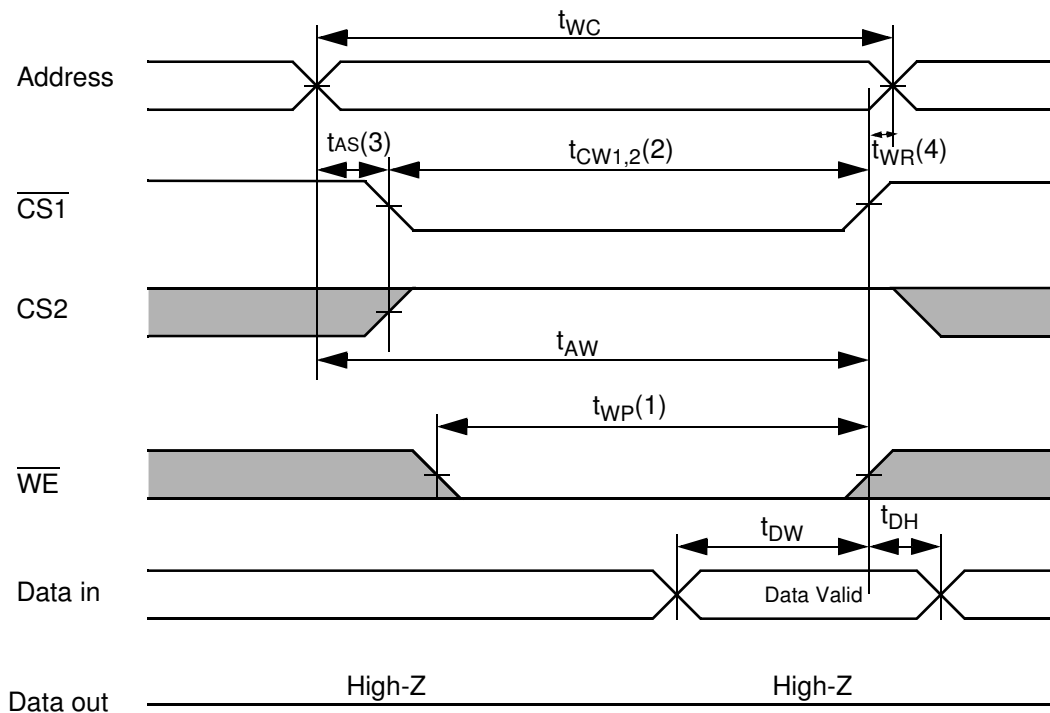 tWC
Address
tAS(3)
tCW1,2(2)
tWR(4)
CS1
CS2
tAW
tWP(1)
WE
tDW
tDH
Data in
Data Valid
High-Z
High-Z
Data out